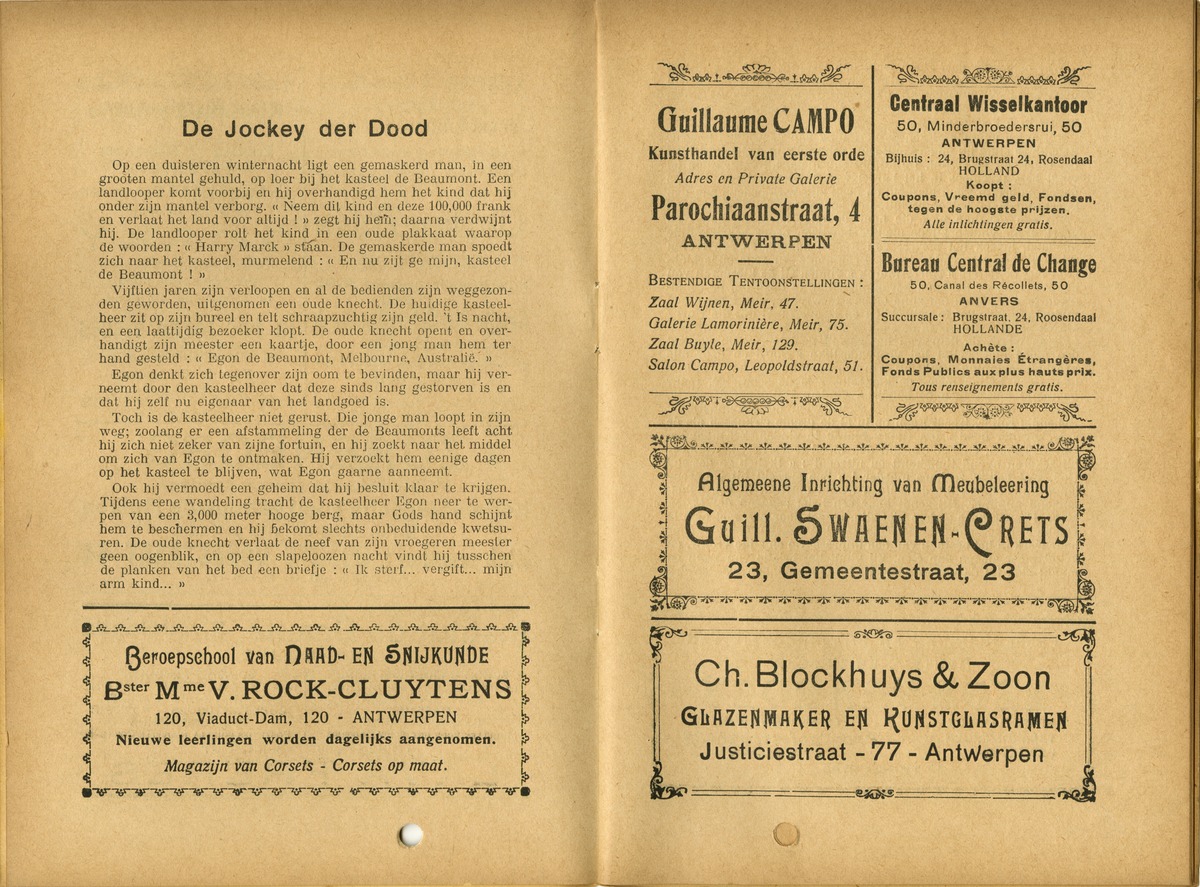 De Jockey der Dood
Op een duisteren winternacht ligt een gemaskerd man, in een
grooten mantel gehuld, op loer bij het kasteel de Beaumont. Een
landlooper komt voorbij en hij overhandigd hem het kind dat hij
onder zijn mantel verborg. « Neem dit kind en deze 100,000 frank
en verlaat het land voor altijd ! » zegt hij hem; daarna verdwijnt
hij. De landlooper rolt het kind in een oude plakkaat waarop
de woorden : « Harry Marck » staan. De gemaskerde man spoedt
zich naar het kasteel, murmelend : « En nu zijt ge mijn, kasteel
de Beaumont ! »
Vijftien jaren zijn verloopen en al de bedienden zijn weggezon-
den geworden, uitgenomen een oude knecht. De huidige kasteel-
heer zit op zijn bureel en telt schraapzuchtig zijn geld. 't Is nacht,
en een laattijdig bezoeker klopt. De oude knecht opent en over-
handigt zijn meester een kaartje, door een jong man hem ter
hand gesteld : « Egon de Beaumont, Melbourne, Australië. »
Egon denkt zich tegenover zijn oom te bevinden, maar hij ver-
neemt door den kasteelheer dat deze sinds lang gestorven is en
dat hij zelf nu eigenaar van het landgoed is.
Toch is de kasteelheer niet gerust. Die jonge man loopt in zijn
weg; zoolang er een afstammeling der de Beaumonts leeft acht
hij zich niet zeker van zijne fortuin, en hij zoekt naar het middel
om zich van Egon te ontmaken. Hij verzoekt hem eenige dagen
op het kasteel te blijven, wat Egon gaarne aanneemt.
Ook hij vermoedt een geheim dat hij besluit klaar te krijgen.
Tijdens eene wandeling tracht de kasteelheer Egon neer te wer-
pen van een 3,000 meter hooge berg, maar Gods hand schijnt
hem te beschermen en hij bekomt slechts onbeduidende kwetsu-
ren. De oude knecht verlaat de neef van zijn vroegeren meester
geen oogenblik, en op een slapeloozen nacht vindt hij tusschen
de planken van het bed een briefje : « Ik sterf... vergift... mijn
arm kind... »
Beroepschool van NAAD- EN SNIJKUNDE
Bster Mme V. ROCK-CLUYTENS
120, Viaduct-Dam, 120 - ANTWERPEN
Nieuwe leerlingen worden dagelijks aangenomen.
Magazijn van Corsets - Corsets op maat.
Guillaume CAMPO
Kunsthandel van eerste orde
Adres en Private Galerie
Parochiaanstraat, 4
ANTWERPEN
BESTENDIGE TENTOONSTELLINGEN :
Zaal Wijnen, Meir, 47.
Galerie Lamorinière, Meir, 75.
Zaal Buyle, Meir, 129.
Salon Campo, Leopoldstraat, 51.
Centraal Wisselkantoor
50, Minderbroedersrui, 50
ANTWERPEN
Bijhuis : 24, Brugstraat 24, Rosendaal
HOLLAND
Koopt :
Coupons, Vreemd geld, Fondsen,
tegen de hoogste prijzen.
Alle inlichtingen gratis.
Bureau Central de Change
50, Canal des Récollets, 50
ANVERS
Succursale : Brugstraat, 24, Roosendaal
HOLLANDE
Achète :
Coupons, Monnaies Étrangères,
Fonds Publics aux plus hauts prix.
Tous renseignements gratis.
Algemeene Inrichting van Meubeleering
Guill. SWAENEN-CRETS
23, Gemeentestraat, 23
Ch. Blockhuys & Zoon
GLAZENMAKER EN KUNSTGLASRAMEN
Justiciestraat - 77 - Antwerpen